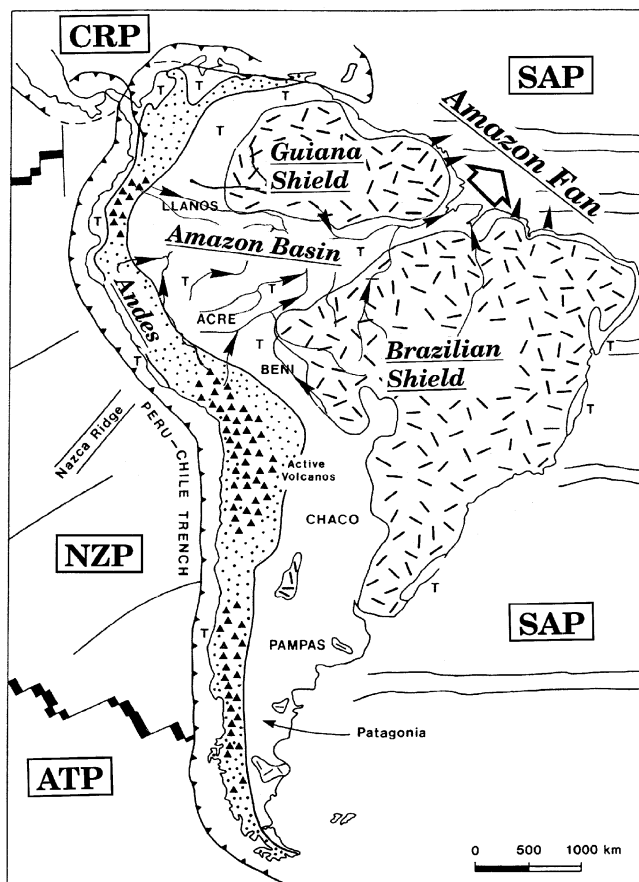 CRP
SAP
Amazon Fan
T
T
T
Guiana
Shield
T
LLANOS
T
T
Amazon Basin
T
Andes
ACRE
T
T
BENI
Brazilian
Shield
T
T
Nazca Ridge
PERU–CHILE TRENCH
Active
Volcanos
CHACO
NZP
T
T
PAMPAS
SAP
Patagonia
ATP
0 500 1000 km